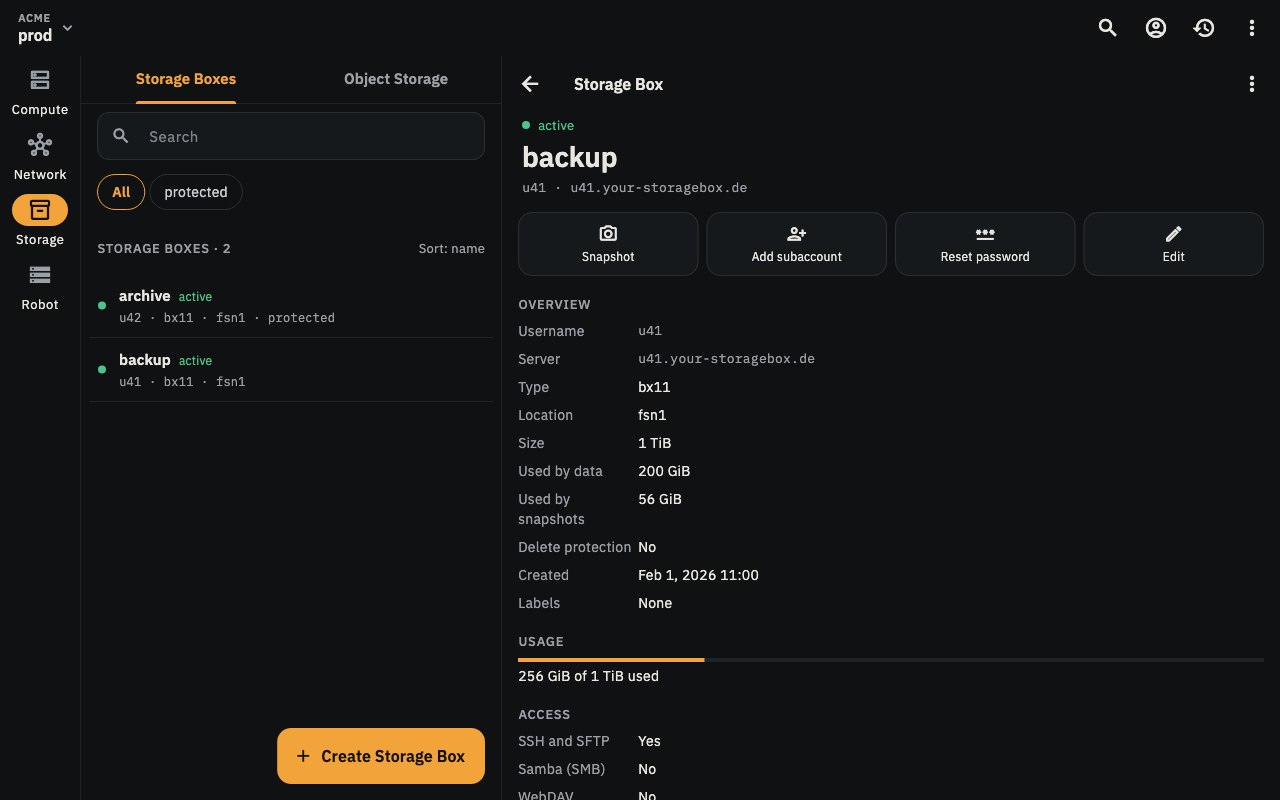 ACME
prod
Compute
Network
Storage
Robot
Storage Boxes
Object Storage
Search
All
protected
STORAGE BOXES · 2
Sort: name
archive active
u42 · bx11 · fsn1 · protected
backup active
u41 · bx11 · fsn1
+ Create Storage Box
Storage Box
active
backup
u41 · u41.your-storagebox.de
Snapshot
Add subaccount
Reset password
Edit
OVERVIEW
Username u41
Server u41.your-storagebox.de
Type bx11
Location fsn1
Size 1 TiB
Used by data 200 GiB
Used by snapshots 56 GiB
Delete protection No
Created Feb 1, 2026 11:00
Labels None
USAGE
256 GiB of 1 TiB used
ACCESS
SSH and SFTP Yes
Samba (SMB) No
WebDAV No